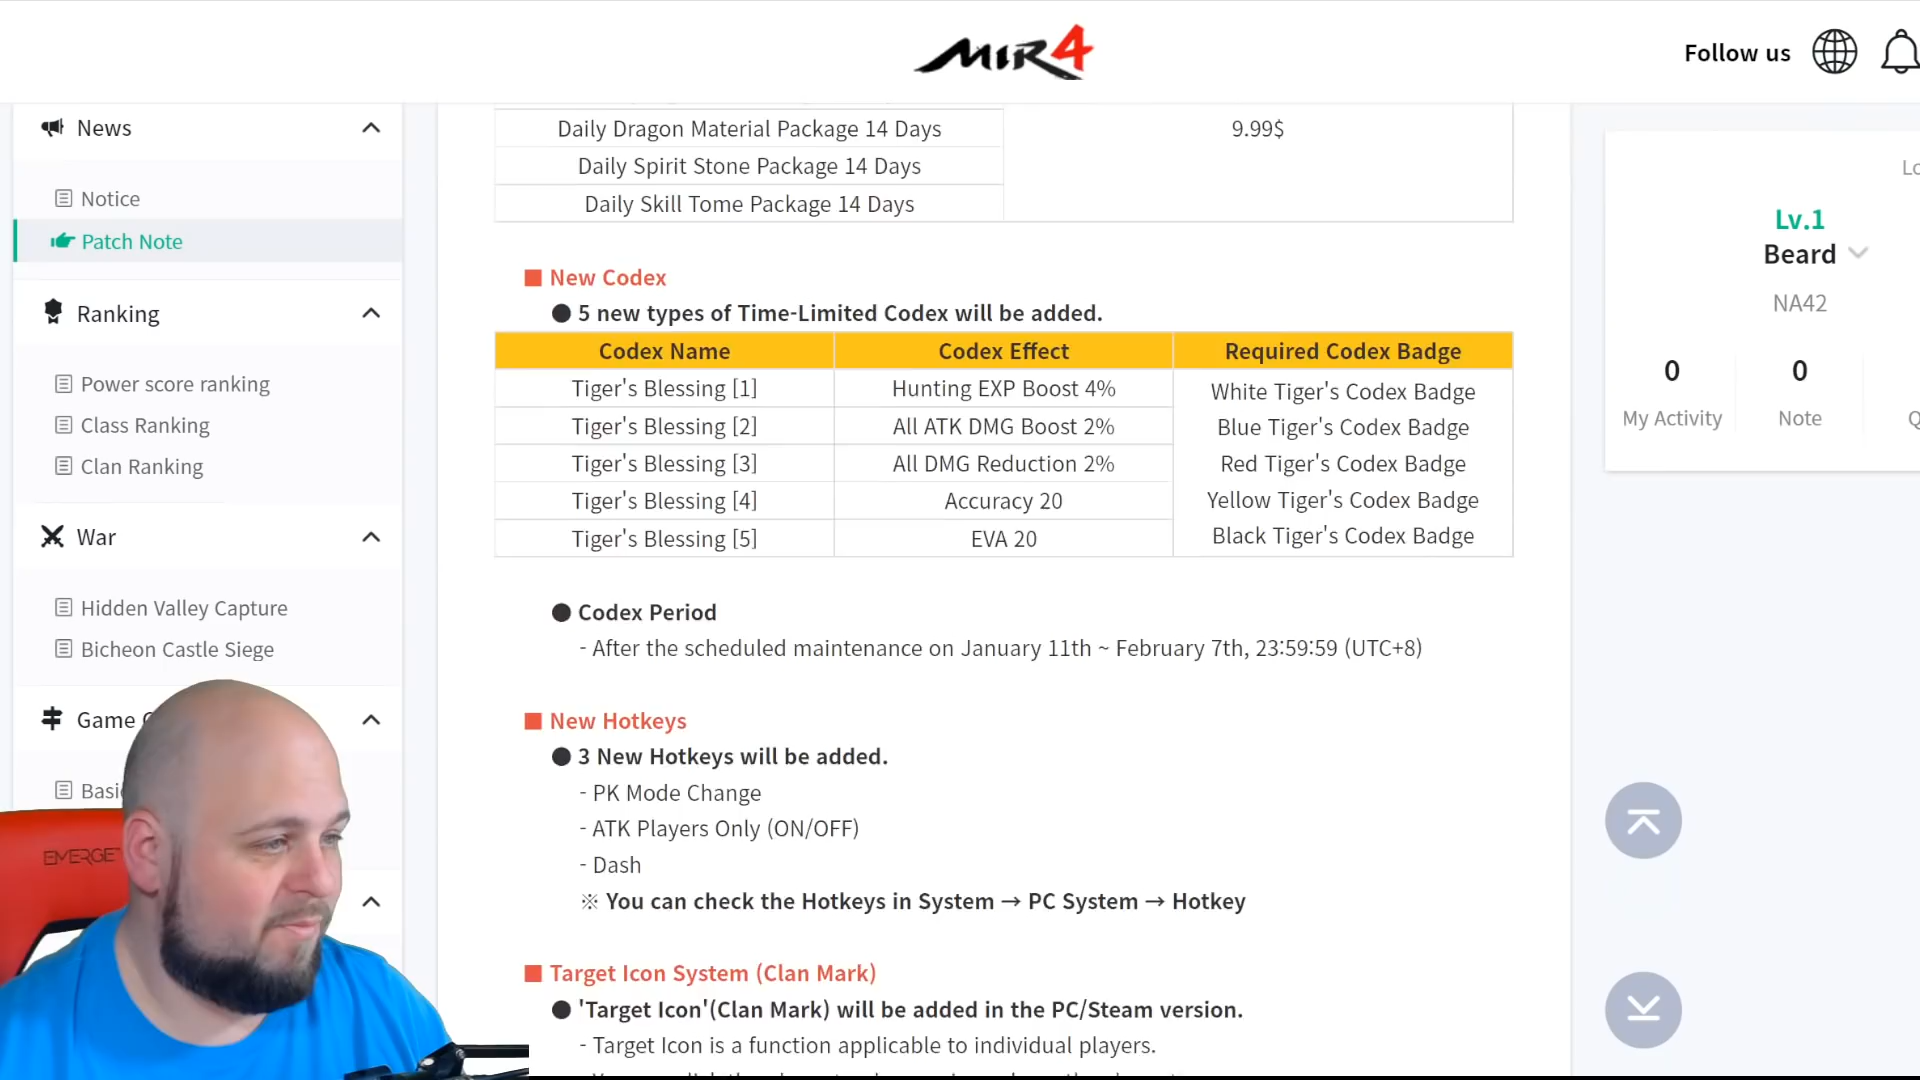 MIR4
Follow us
News
Notice
Patch Note
Ranking
Power score ranking
Class Ranking
Clan Ranking
War
Hidden Valley Capture
Bicheon Castle Siege
Game
EMERGE
Daily Dragon Material Package 14 Days
9.99$
Daily Spirit Stone Package 14 Days
Daily Skill Tome Package 14 Days
■ New Codex
● 5 new types of Time-Limited Codex will be added.
Codex Name Codex Effect Required Codex Badge
Tiger's Blessing [1] Hunting EXP Boost 4% White Tiger's Codex Badge
Tiger's Blessing [2] All ATK DMG Boost 2% Blue Tiger's Codex Badge
Tiger's Blessing [3] All DMG Reduction 2% Red Tiger's Codex Badge
Tiger's Blessing [4] Accuracy 20 Yellow Tiger's Codex Badge
Tiger's Blessing [5] EVA 20 Black Tiger's Codex Badge
● Codex Period
- After the scheduled maintenance on January 11th ~ February 7th, 23:59:59 (UTC+8)
■ New Hotkeys
● 3 New Hotkeys will be added.
- PK Mode Change
- ATK Players Only (ON/OFF)
- Dash
※ You can check the Hotkeys in System → PC System → Hotkey
■ Target Icon System (Clan Mark)
● 'Target Icon'(Clan Mark) will be added in the PC/Steam version.
- Target Icon is a function applicable to individual players.
Lv.1
Beard
NA42
0 0
My Activity Note